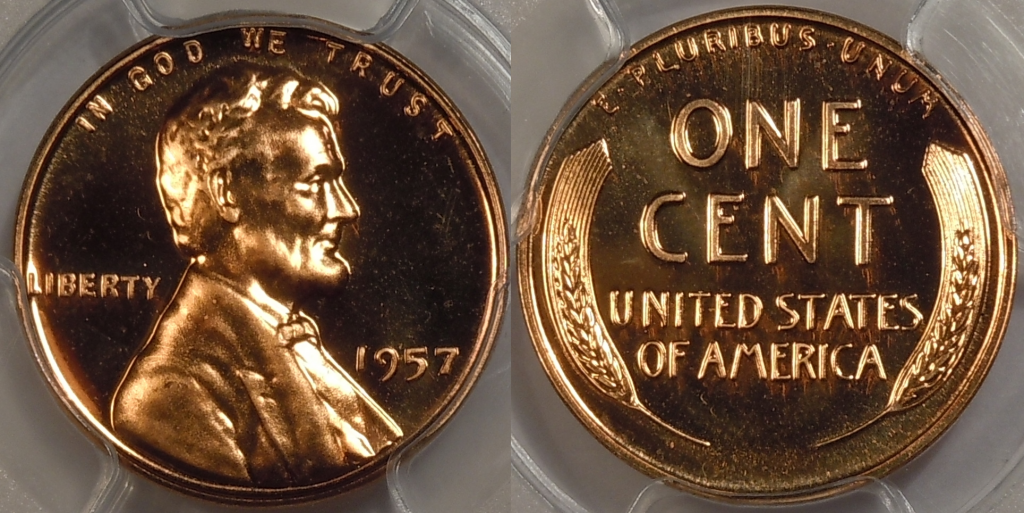 IN GOD WE TRUST
LIBERTY
1957
E · PLURIBUS · UNUM
ONE
CENT
UNITED STATES
OF AMERICA